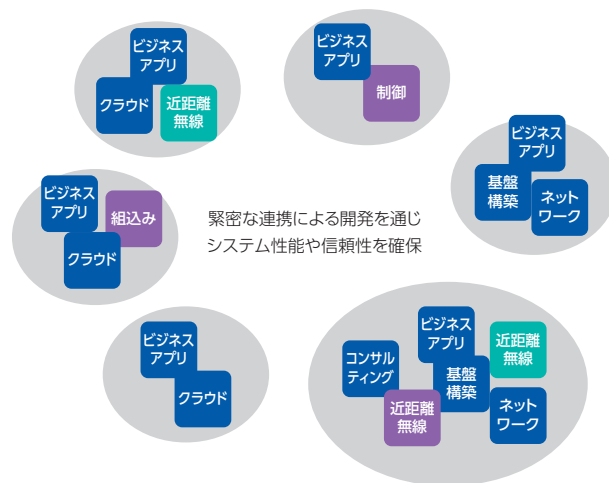 ビジネス
アプリ
クラウド
近距離
無線
ビジネス
アプリ
制御
ビジネス
アプリ
基盤
構築
ネット
ワーク
ビジネス
アプリ
組込み
クラウド
緊密な連携による開発を通じ
システム性能や信頼性を確保
ビジネス
アプリ
クラウド
ビジネス
アプリ
近距離
無線
コンサル
ティング
基盤
構築
近距離
無線
ネット
ワーク